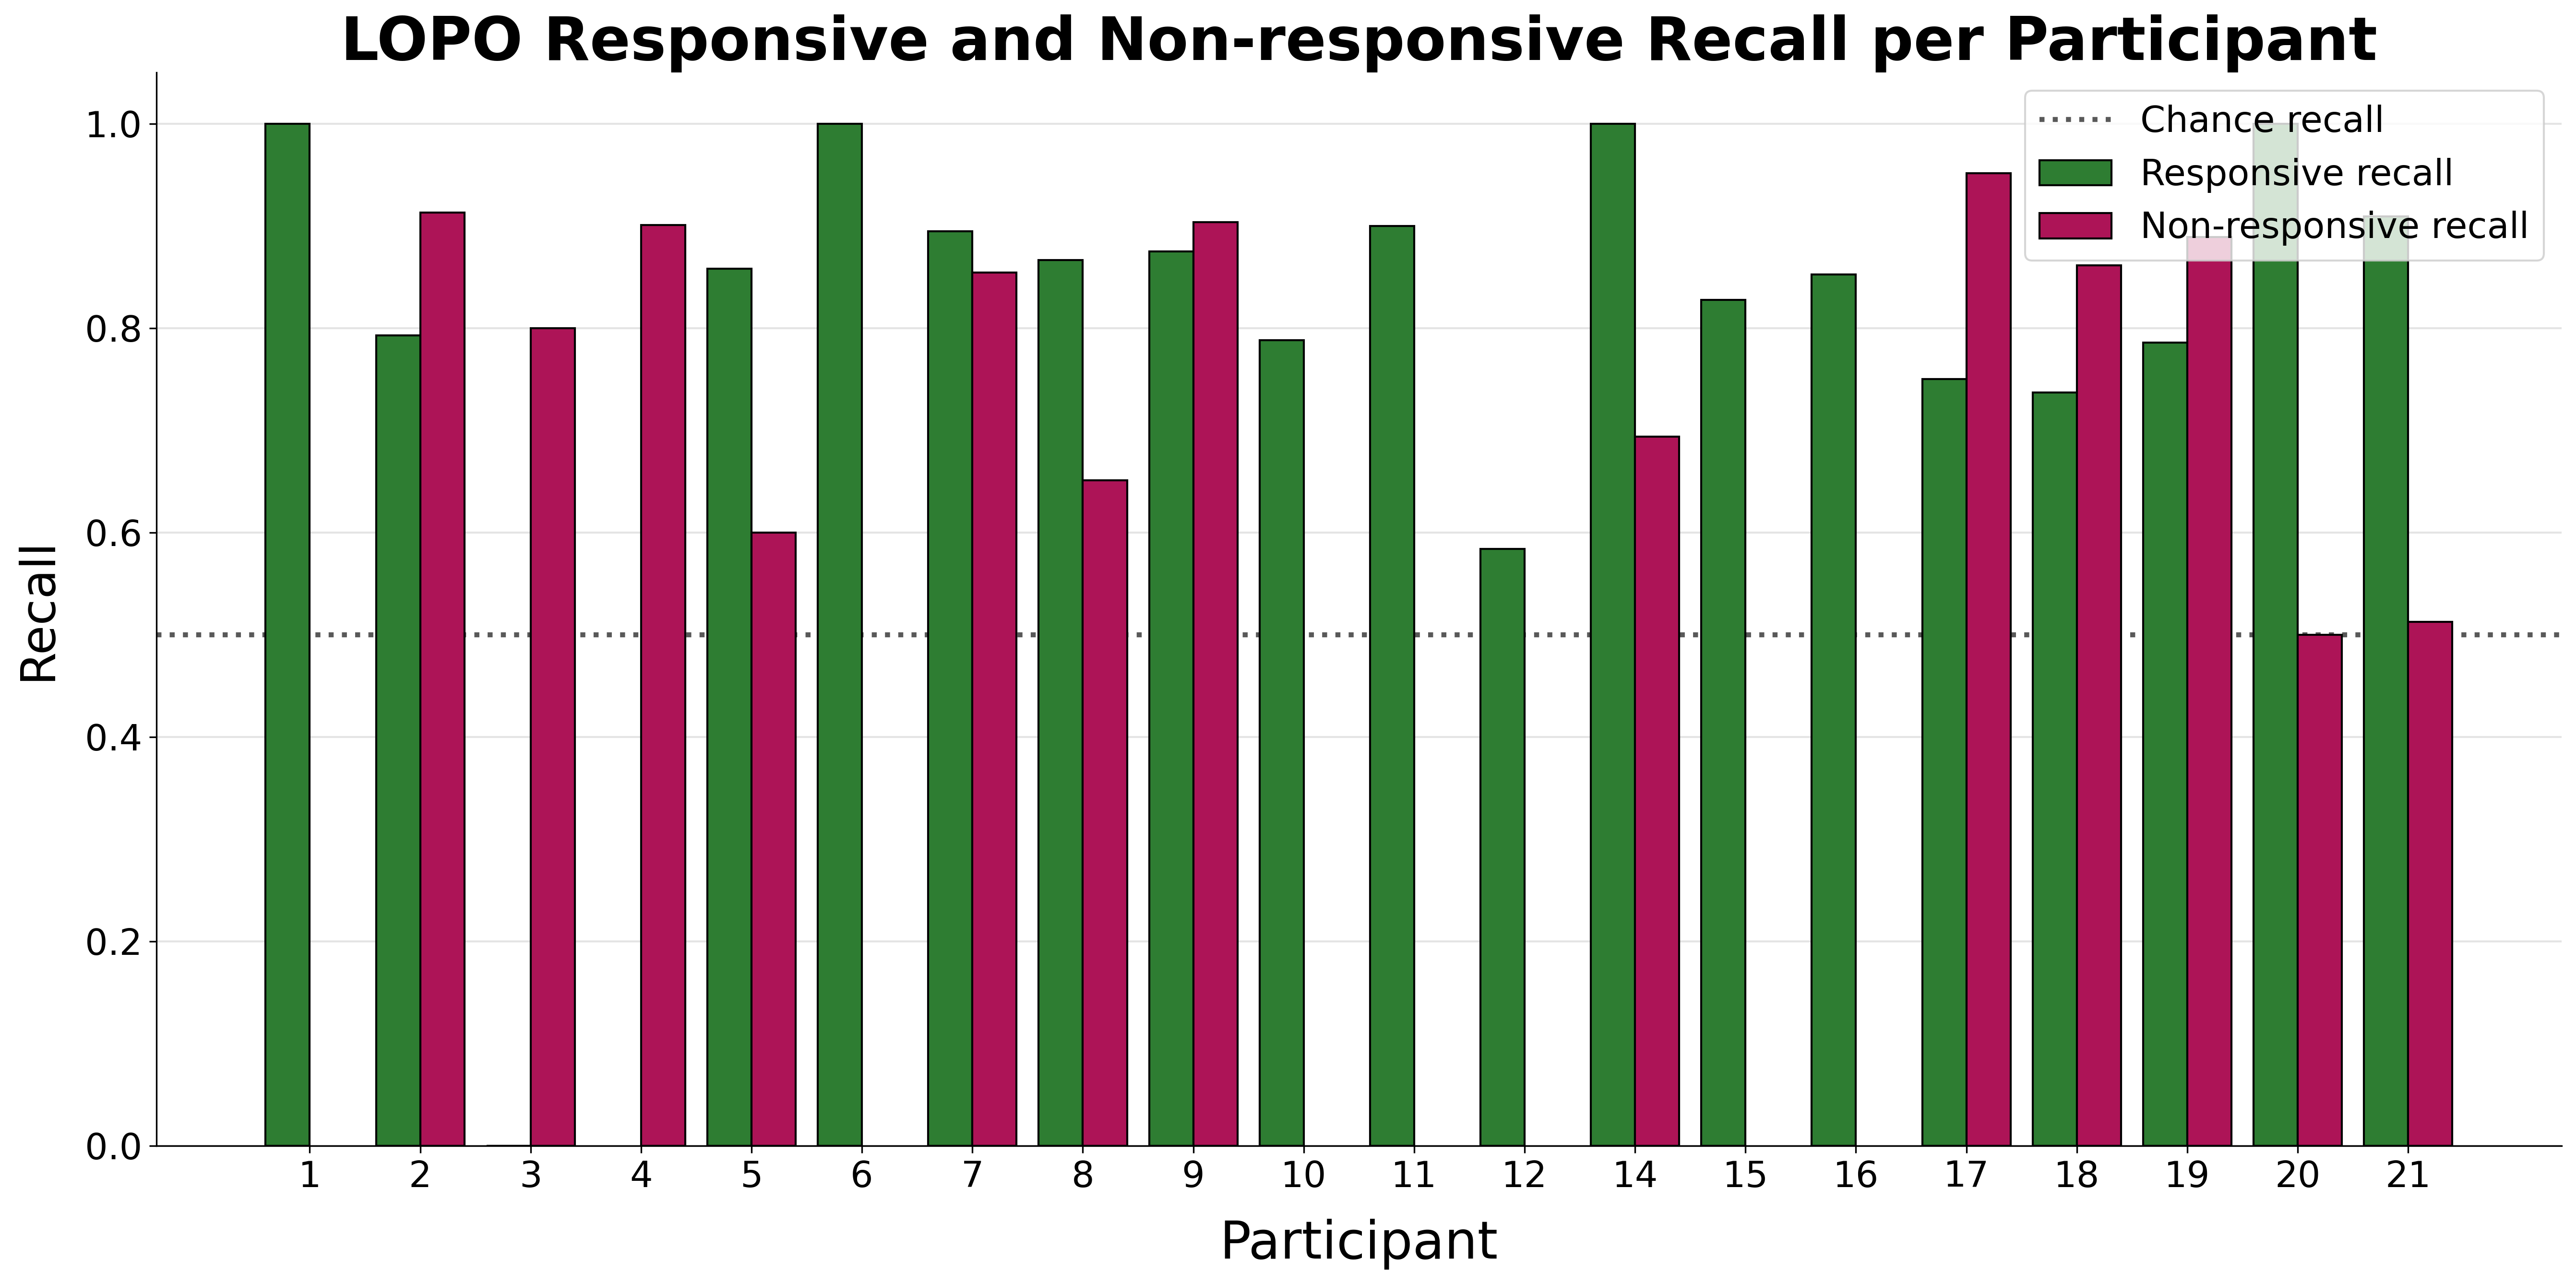 LOPO Responsive and Non-responsive Recall per Participant
Chance recall
Responsive recall
Non-responsive recall
Recall
1.0
0.8
0.6
0.4
0.2
0.0
1 2 3 4 5 6 7 8 9 10 11 12 14 15 16 17 18 19 20 21
Participant